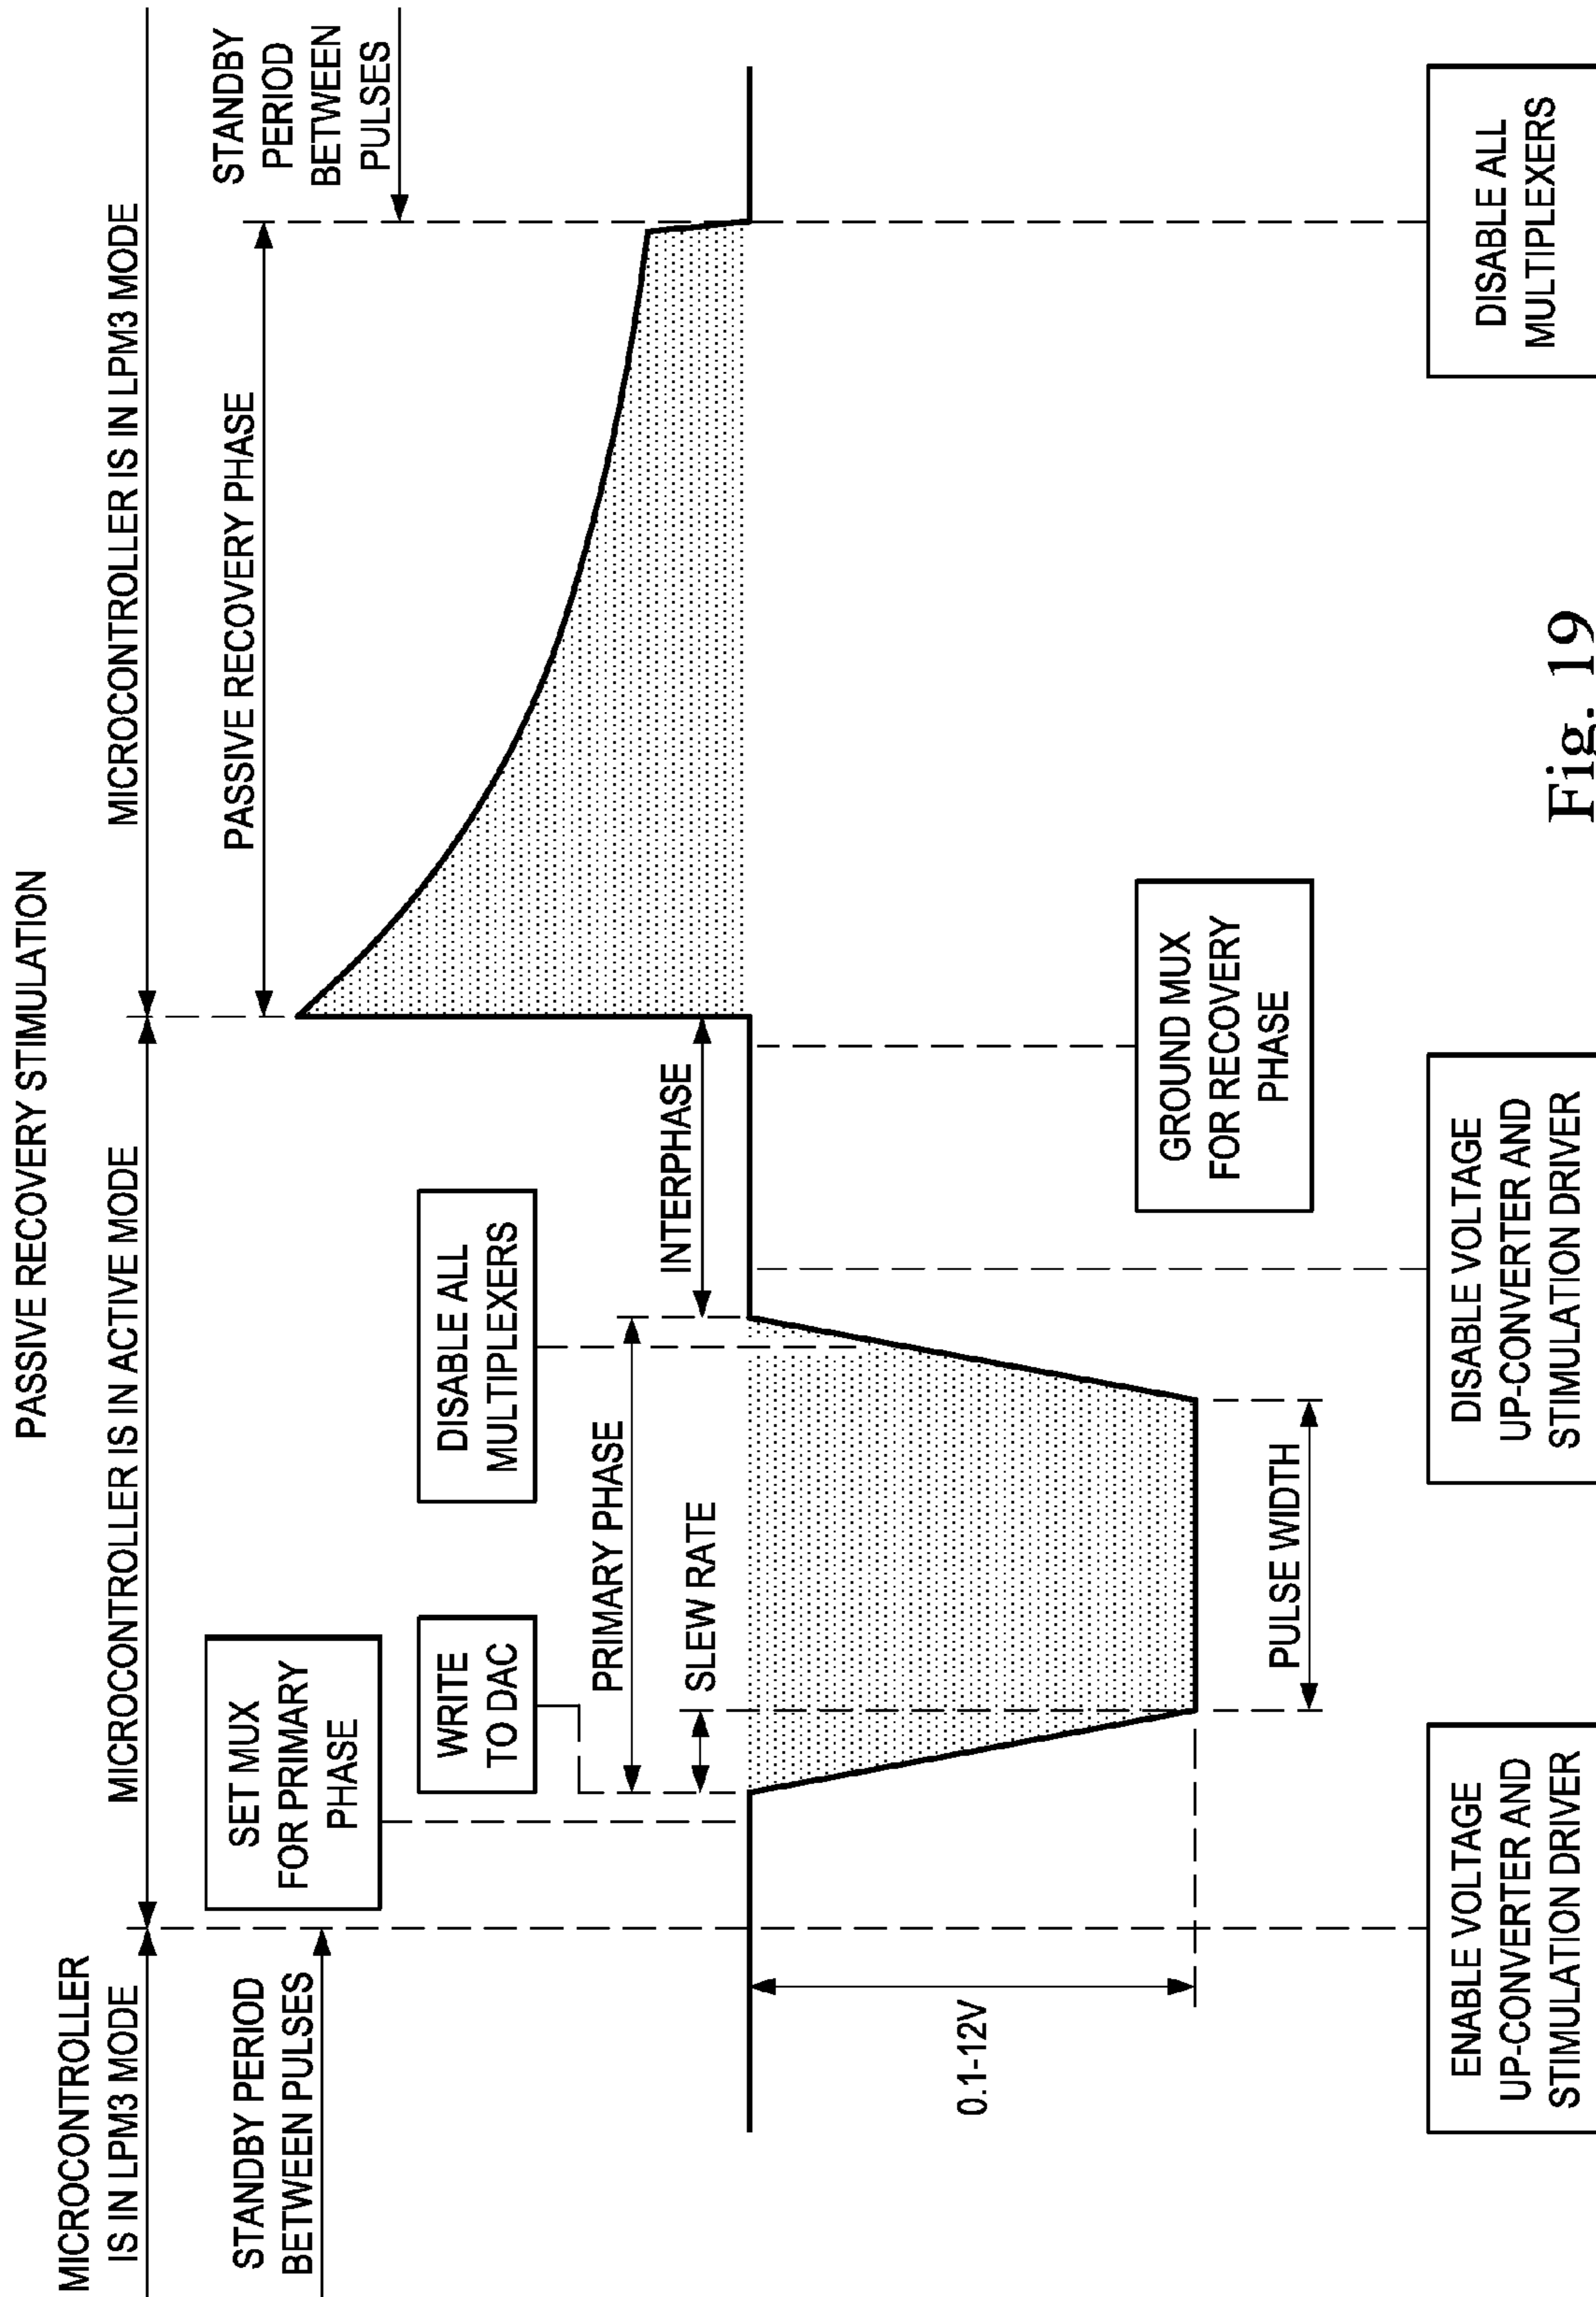 PASSIVE RECOVERY STIMULATION
MICROCONTROLLER
IS IN LPM3 MODE
MICROCONTROLLER IS IN ACTIVE MODE
MICROCONTROLLER IS IN LPM3 MODE
STANDBY PERIOD
BETWEEN PULSES
SET MUX
FOR PRIMARY
PHASE
WRITE
TO DAC
DISABLE ALL
MULTIPLEXERS
PASSIVE RECOVERY PHASE
STANDBY
PERIOD
BETWEEN
PULSES
PRIMARY PHASE
SLEW RATE
INTERPHASE
0.1-12V
PULSE WIDTH
GROUND MUX
FOR RECOVERY
PHASE
ENABLE VOLTAGE
UP-CONVERTER AND
STIMULATION DRIVER
DISABLE VOLTAGE
UP-CONVERTER AND
STIMULATION DRIVER
DISABLE ALL
MULTIPLEXERS
Fig. 19